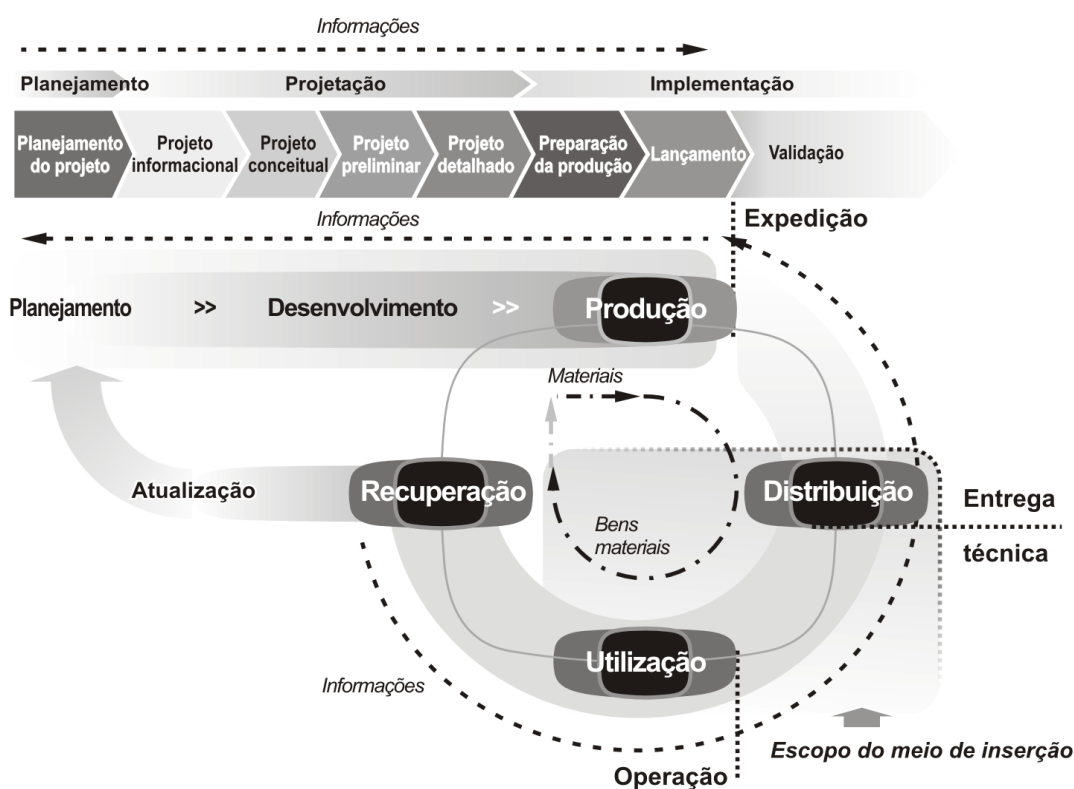 Informações
Planejamento Projetação Implementação
Planejamento do projeto
Projeto informacional
Projeto conceitual
Projeto preliminar
Projeto detalhado
Preparação da produção
Lançamento
Validação
Informações
Expedição
Planejamento >> Desenvolvimento >> Produção
Materiais
Atualização
Recuperação
Distribuição
Entrega
técnica
Bens
materiais
Utilização
Informações
Escopo do meio de inserção
Operação